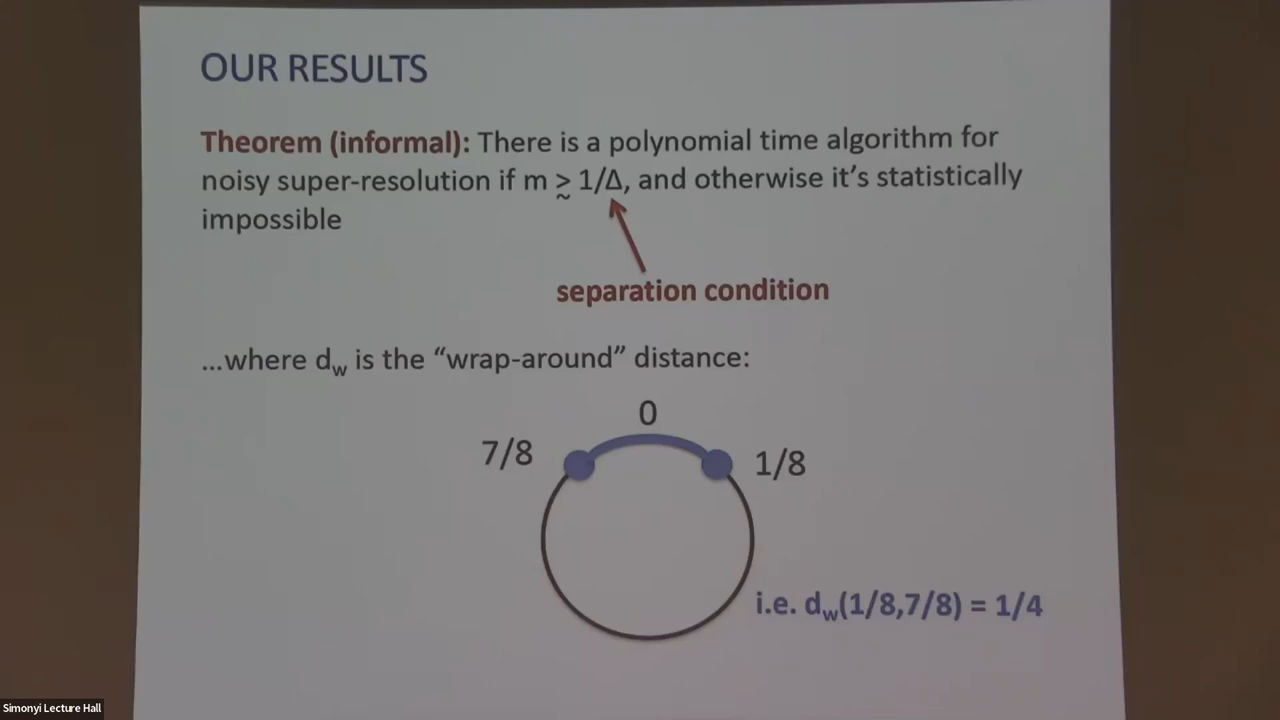 OUR RESULTS
Theorem (informal): There is a polynomial time algorithm for
noisy super-resolution if m ≳ 1/Δ, and otherwise it’s statistically
impossible
separation condition
...where d_w is the “wrap-around” distance:
0
7/8
1/8
i.e. d_w(1/8,7/8) = 1/4
Simonyi Lecture Hall